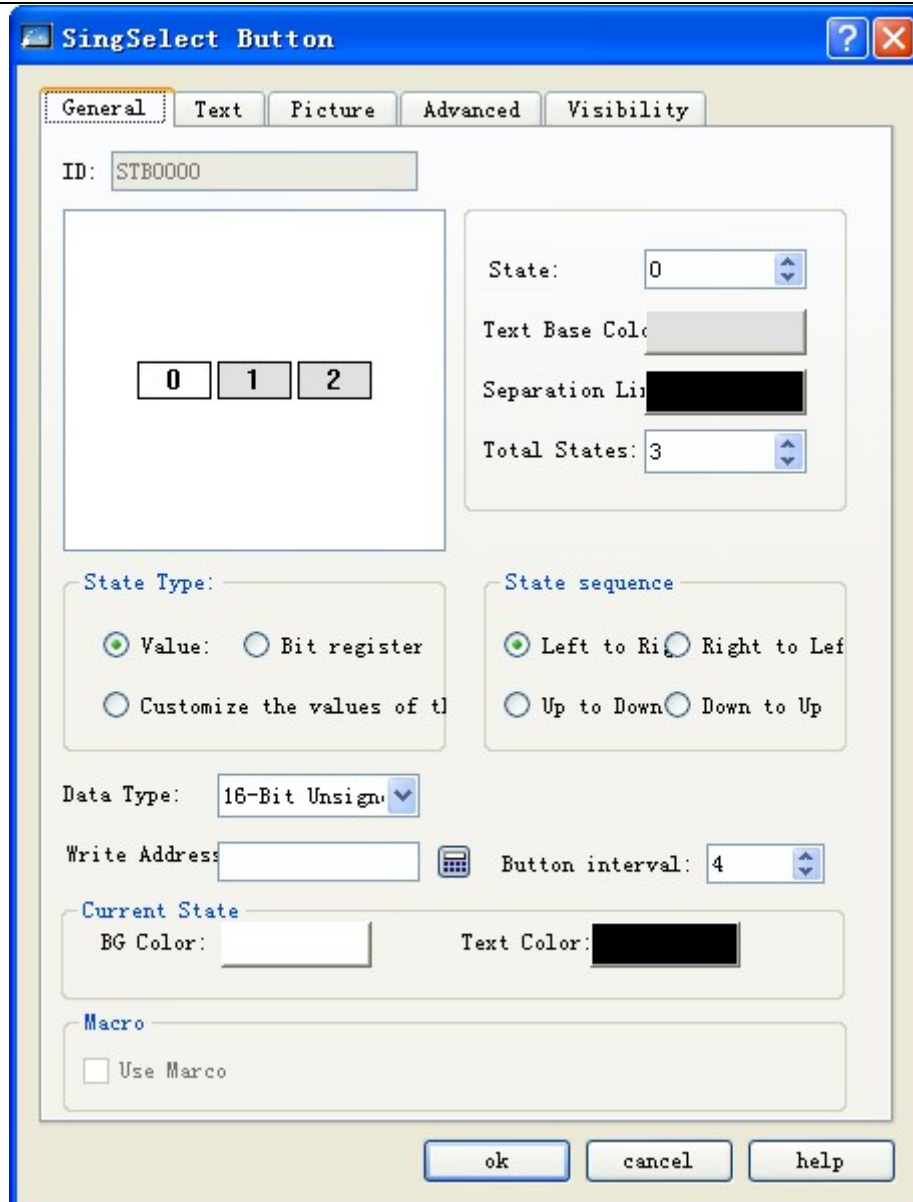 SingSelect Button
General Text Picture Advanced Visibility
ID: STB0000
0 1 2
State: 0
Text Base Colo
Separation Lin
Total States: 3
State Type:
Value: Bit register
Customize the values of th
State sequence
Left to Rig Right to Lef
Up to Down Down to Up
Data Type: 16-Bit Unsign
Write Address
Button interval: 4
Current State
BG Color: Text Color:
Macro
Use Marco
ok cancel help